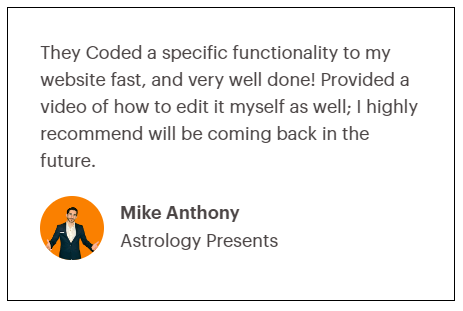 They Coded a specific functionality to my
website fast, and very well done! Provided a
video of how to edit it myself as well; I highly
recommend will be coming back in the
future.
Mike Anthony
Astrology Presents